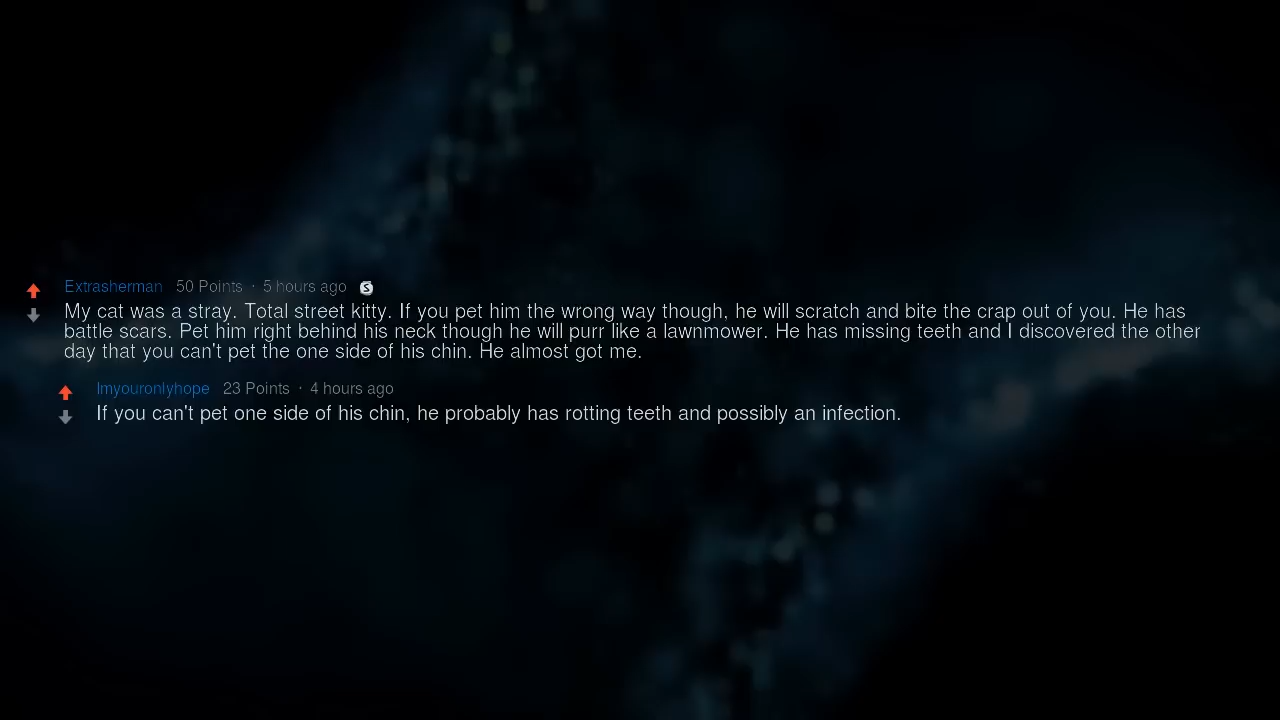 Extrasherman 50 Points · 5 hours ago S
My cat was a stray. Total street kitty. If you pet him the wrong way though, he will scratch and bite the crap out of you. He has
battle scars. Pet him right behind his neck though he will purr like a lawnmower. He has missing teeth and I discovered the other
day that you can't pet the one side of his chin. He almost got me.
Imyouronlyhope 23 Points · 4 hours ago
If you can't pet one side of his chin, he probably has rotting teeth and possibly an infection.